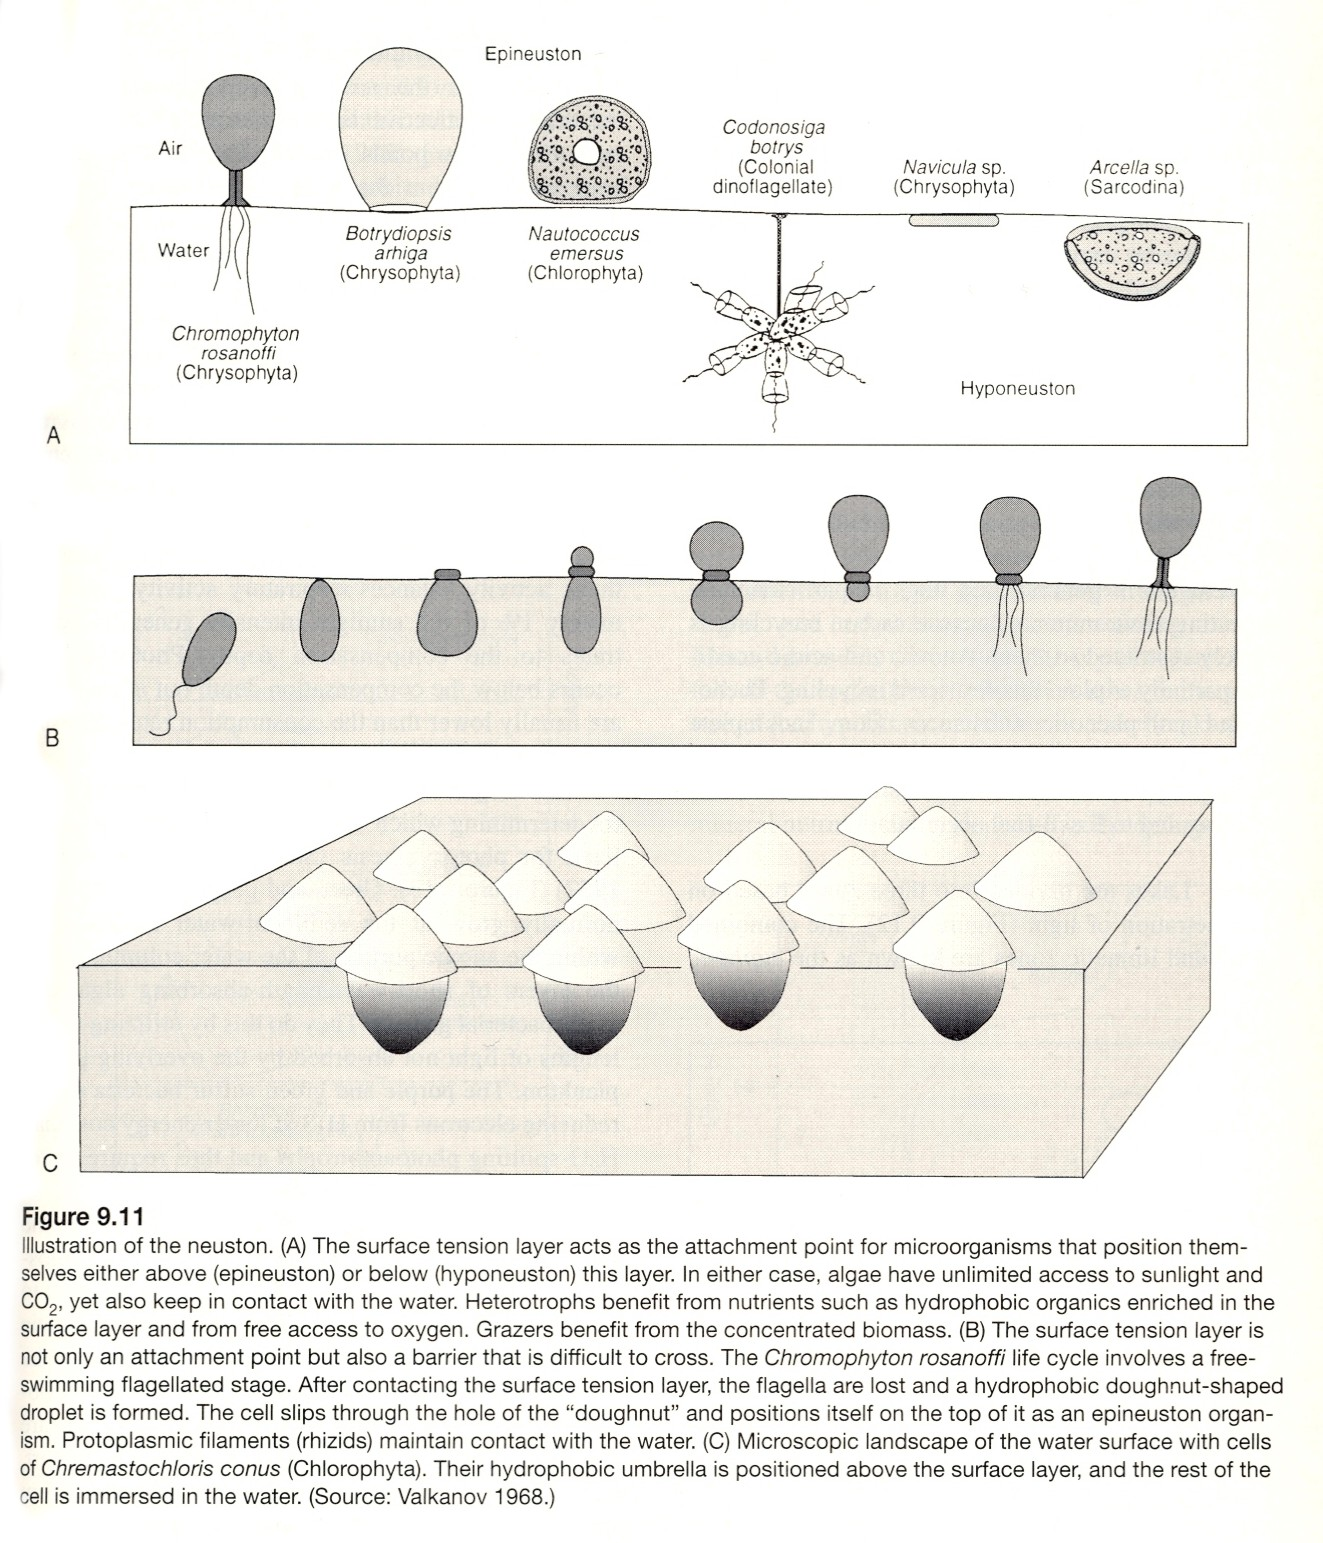 Epineuston
Air
Codonosiga
botrys
(Colonial
dinoflagellate)
Navicula sp.
(Chrysophyta)
Arcella sp.
(Sarcodina)
Water
Botrydiopsis
arhiga
(Chrysophyta)
Nautococcus
emersus
(Chlorophyta)
Chromophyton
rosanoffi
(Chrysophyta)
Hyponeuston
A
B
C
Figure 9.11
Illustration of the neuston. (A) The surface tension layer acts as the attachment point for microorganisms that position them-
selves either above (epineuston) or below (hyponeuston) this layer. In either case, algae have unlimited access to sunlight and
CO₂, yet also keep in contact with the water. Heterotrophs benefit from nutrients such as hydrophobic organics enriched in the
surface layer and from free access to oxygen. Grazers benefit from the concentrated biomass. (B) The surface tension layer is
not only an attachment point but also a barrier that is difficult to cross. The Chromophyton rosanoffi life cycle involves a free-
swimming flagellated stage. After contacting the surface tension layer, the flagella are lost and a hydrophobic doughnut-shaped
droplet is formed. The cell slips through the hole of the “doughnut” and positions itself on the top of it as an epineuston organ-
ism. Protoplasmic filaments (rhizids) maintain contact with the water. (C) Microscopic landscape of the water surface with cells
of Chremastochloris conus (Chlorophyta). Their hydrophobic umbrella is positioned above the surface layer, and the rest of the
cell is immersed in the water. (Source: Valkanov 1968.)